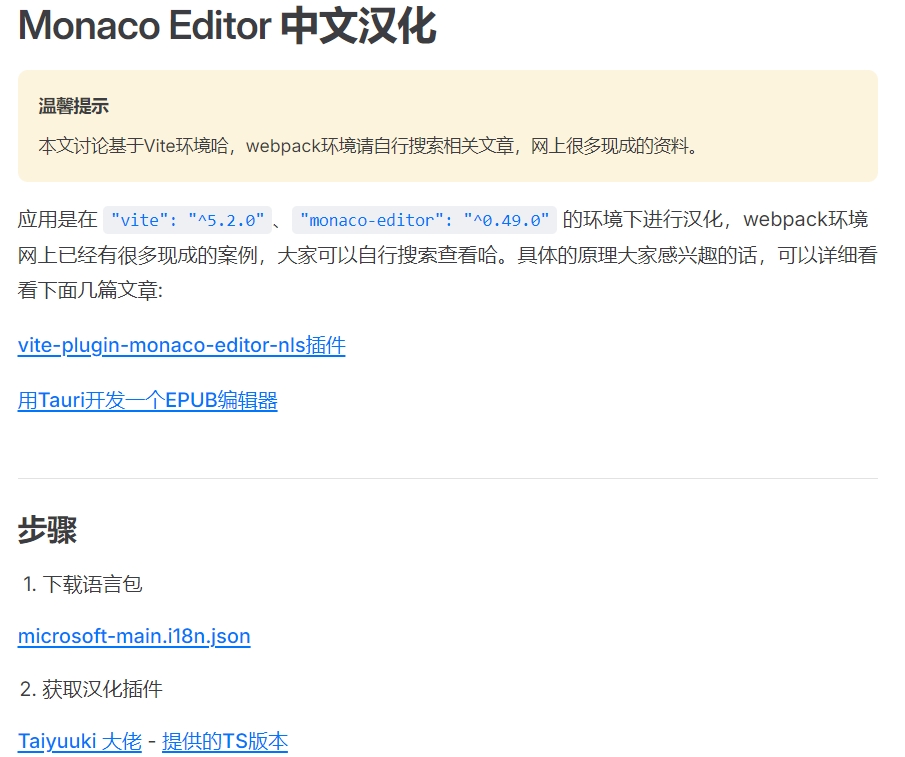 Monaco Editor 中文汉化
温馨提示
本文讨论基于Vite环境哈，webpack环境请自行搜索相关文章，网上很多现成的资料。
应用是在 "vite": "^5.2.0" 、 "monaco-editor": "^0.49.0" 的环境下进行汉化，webpack环境
网上已经有很多现成的案例，大家可以自行搜索查看哈。具体的原理大家感兴趣的话，可以详细看
看下面几篇文章:
vite-plugin-monaco-editor-nls插件
用Tauri开发一个EPUB编辑器
步骤
1. 下载语言包
microsoft-main.i18n.json
2. 获取汉化插件
Taiyuuki 大佬 - 提供的TS版本